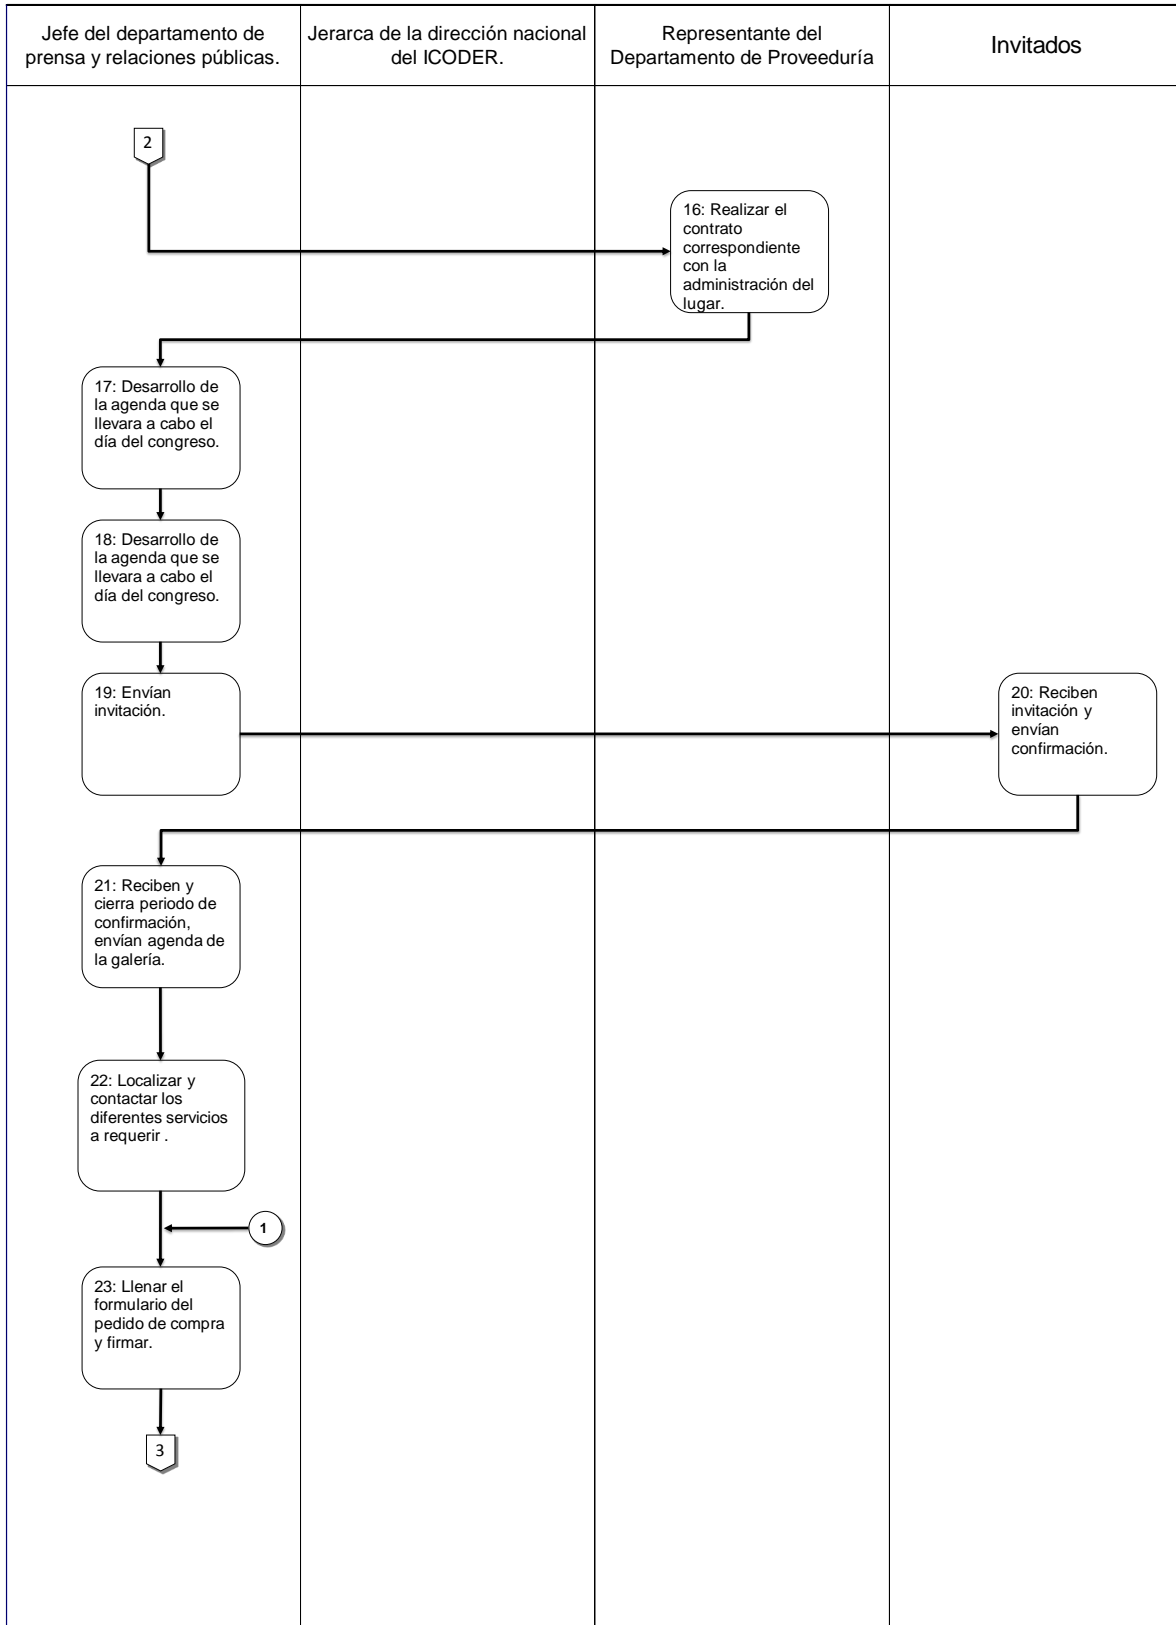 Jefe del departamento de
prensa y relaciones públicas.
Jerarca de la dirección nacional
del ICODER.
Representante del
Departamento de Proveeduría
Invitados
2
16: Realizar el
contrato
correspondiente
con la
administración del
lugar.
17: Desarrollo de
la agenda que se
llevara a cabo el
día del congreso.
18: Desarrollo de
la agenda que se
llevara a cabo el
día del congreso.
19: Envían
invitación.
20: Reciben
invitación y
envían
confirmación.
21: Reciben y
cierra periodo de
confirmación,
envían agenda de
la galería.
22: Localizar y
contactar los
diferentes servicios
a requerir .
1
23: Llenar el
formulario del
pedido de compra
y firmar.
3